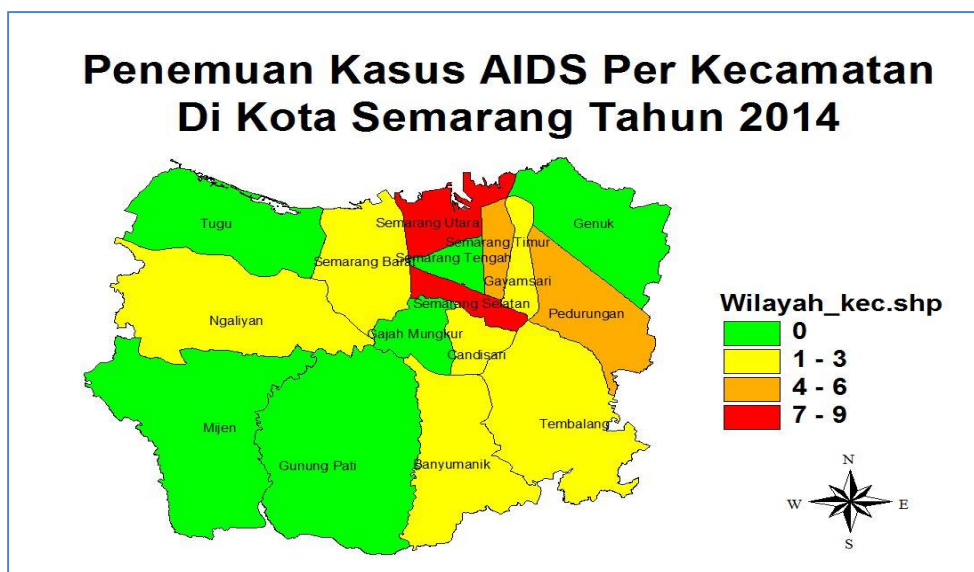 Penemuan Kasus AIDS Per Kecamatan
Di Kota Semarang Tahun 2014
Tugu
Semarang Utara
Genuk
Semarang Timur
Semarang Barat
Semarang Tengah
Gayamsari
Semarang Selatan
Pedurungan
Ngaliyan
Gajah Mungkur
Candisari
Mijen
Tembalang
Gunung Pati
Banyumanik
Wilayah_kec.shp
0
1 - 3
4 - 6
7 - 9
N
W
E
S